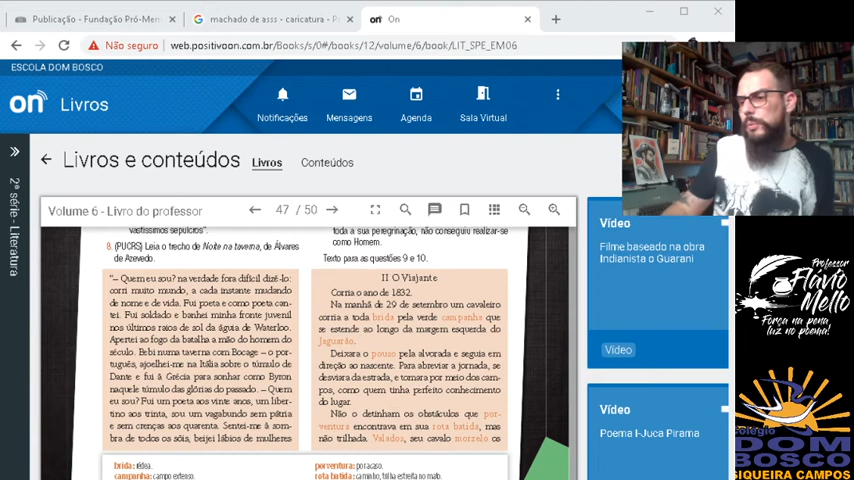 Publicação - Fundação Pró-Men
machado de asss - caricatura - P
On
Não seguro
web.positivoon.com.br/Books/s/0#/books/12/volume/6/book/LIT_SPE_EM06
ESCOLA DOM BOSCO
on
Livros
Notificações
Mensagens
Agenda
Sala Virtual
2ª série - Literatura
Livros e conteúdos
Livros
Conteúdos
Volume 6 - Livro do professor
47 / 50
vastíssimos sepulcros".
8. (PUCRS) Leia o trecho de Noite na taverna, de Álvares
de Azevedo.
"– Quem eu sou? na verdade fora difícil dizê-lo:
corri muito mundo, a cada instante mudando
de nome e de vida. Fui poeta e como poeta can-
tei. Fui soldado e banhei minha fronte juvenil
nos últimos raios de sol da águia de Waterloo.
Apertei ao fogo da batalha a mão do homem do
século. Bebi numa taverna com Bocage – o por-
tuguês, ajoelhei-me na Itália sobre o túmulo de
Dante e fui à Grécia para sonhar como Byron
naquele túmulo das glórias do passado. – Quem
eu sou? Fui um poeta aos vinte anos, um liber-
tino aos trinta, sou um vagabundo sem pátria
e sem crenças aos quarenta. Sentei-me à som-
bra de todos os sóis, beijei lábios de mulheres
toda a sua peregrinação, não conseguiu realizar-se
como Homem.
Texto para as questões 9 e 10.
II O Viajante
Corria o ano de 1832.
Na manhã de 29 de setembro um cavaleiro
corria a toda brida pela verde campanha que
se estende ao longo da margem esquerda do
Jaguarão.
Deixara o pouso pela alvorada e seguia em
direção ao nascente. Para abreviar a jornada, se
desviara da estrada, e tomara por meio dos cam-
pos, como quem tinha perfeito conhecimento
do lugar.
Não o detinham os obstáculos que por-
ventura encontrava em sua rota batida, mas
não trilhada. Valados, seu cavalo morzelo os
brida: rédea.
campanha: campo extenso.
porventura: por acaso.
rota batida: caminho, trilha estreita no mato.
Vídeo
Filme baseado na obra
Indianista o Guarani
Vídeo
Vídeo
Poema I-Juca Pirama
Professor
Flávio
Mello
Força na pena,
luz no poema!
colégio
DOM
BOSCO
SIQUEIRA CAMPOS